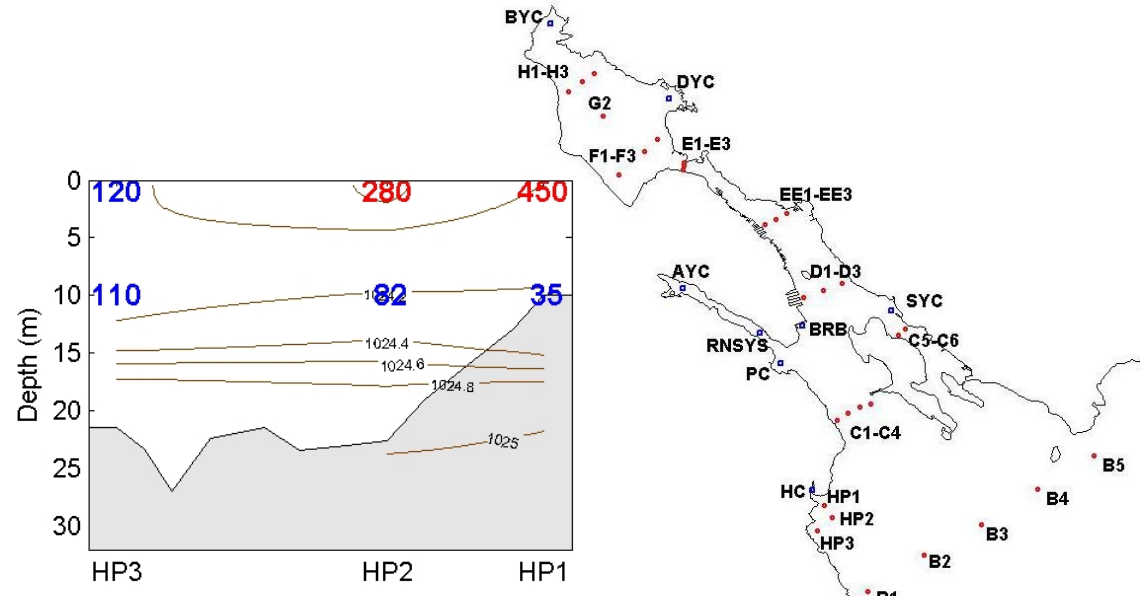 0
5
10
15
20
25
30
Depth (m)
120
280
450
110
82
35
1024.4
1024.6
1024.8
1025
HP3
HP2
HP1
BYC
H1-H3
DYC
G2
E1-E3
F1-F3
EE1-EE3
AYC
D1-D3
SYC
BRB
RNSYS
C5-C6
PC
C1-C4
B5
HC
HP1
B4
HP2
B3
HP3
B2